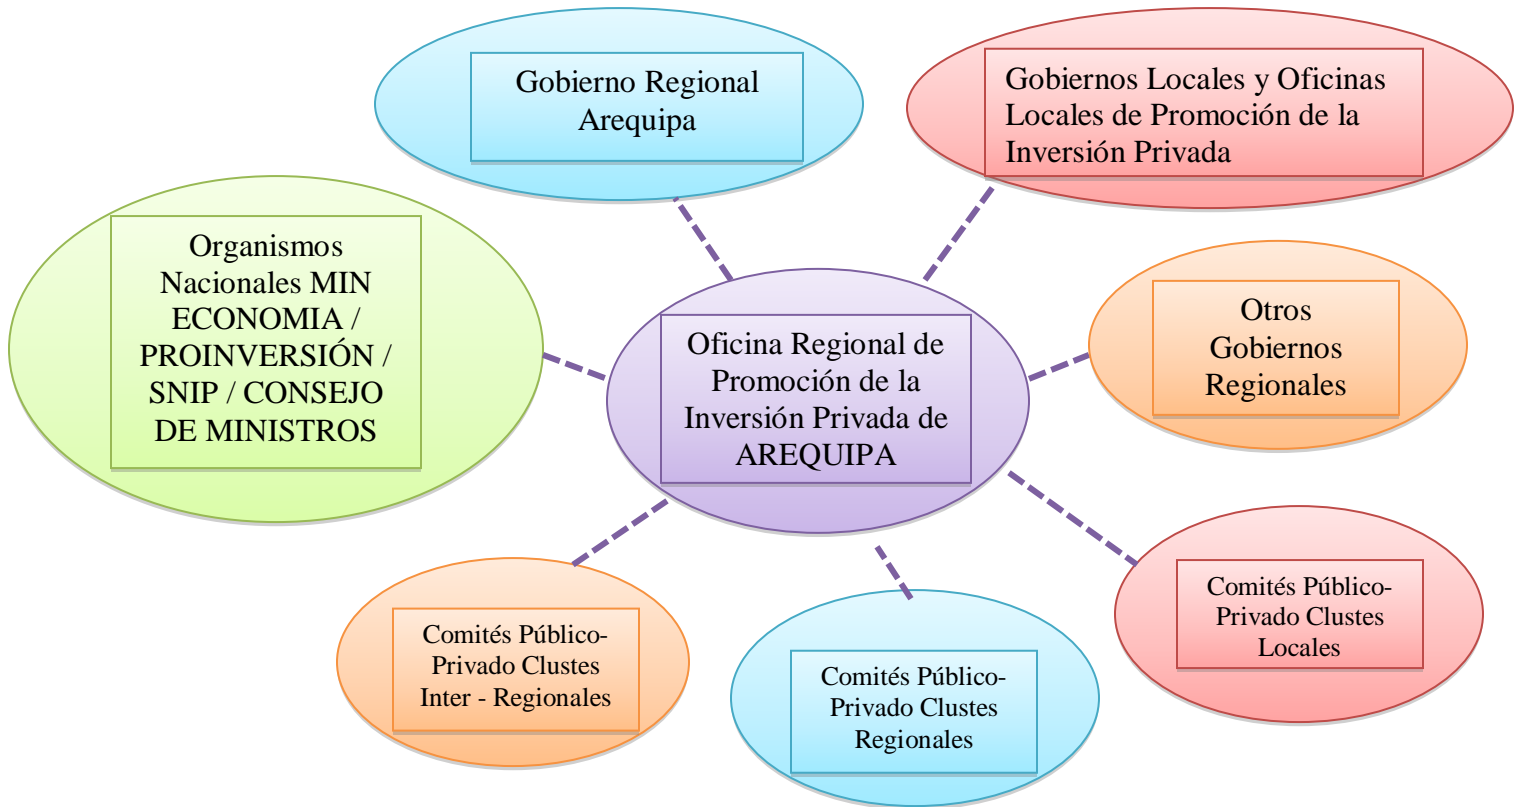 Gobierno Regional
Arequipa
Gobiernos Locales y Oficinas
Locales de Promoción de la
Inversión Privada
Organismos
Nacionales MIN
ECONOMIA /
PROINVERSIÓN /
SNIP / CONSEJO
DE MINISTROS
Oficina Regional de
Promoción de la
Inversión Privada de
AREQUIPA
Otros
Gobiernos
Regionales
Comités Público-
Privado Clustes
Inter - Regionales
Comités Público-
Privado Clustes
Regionales
Comités Público-
Privado Clustes
Locales